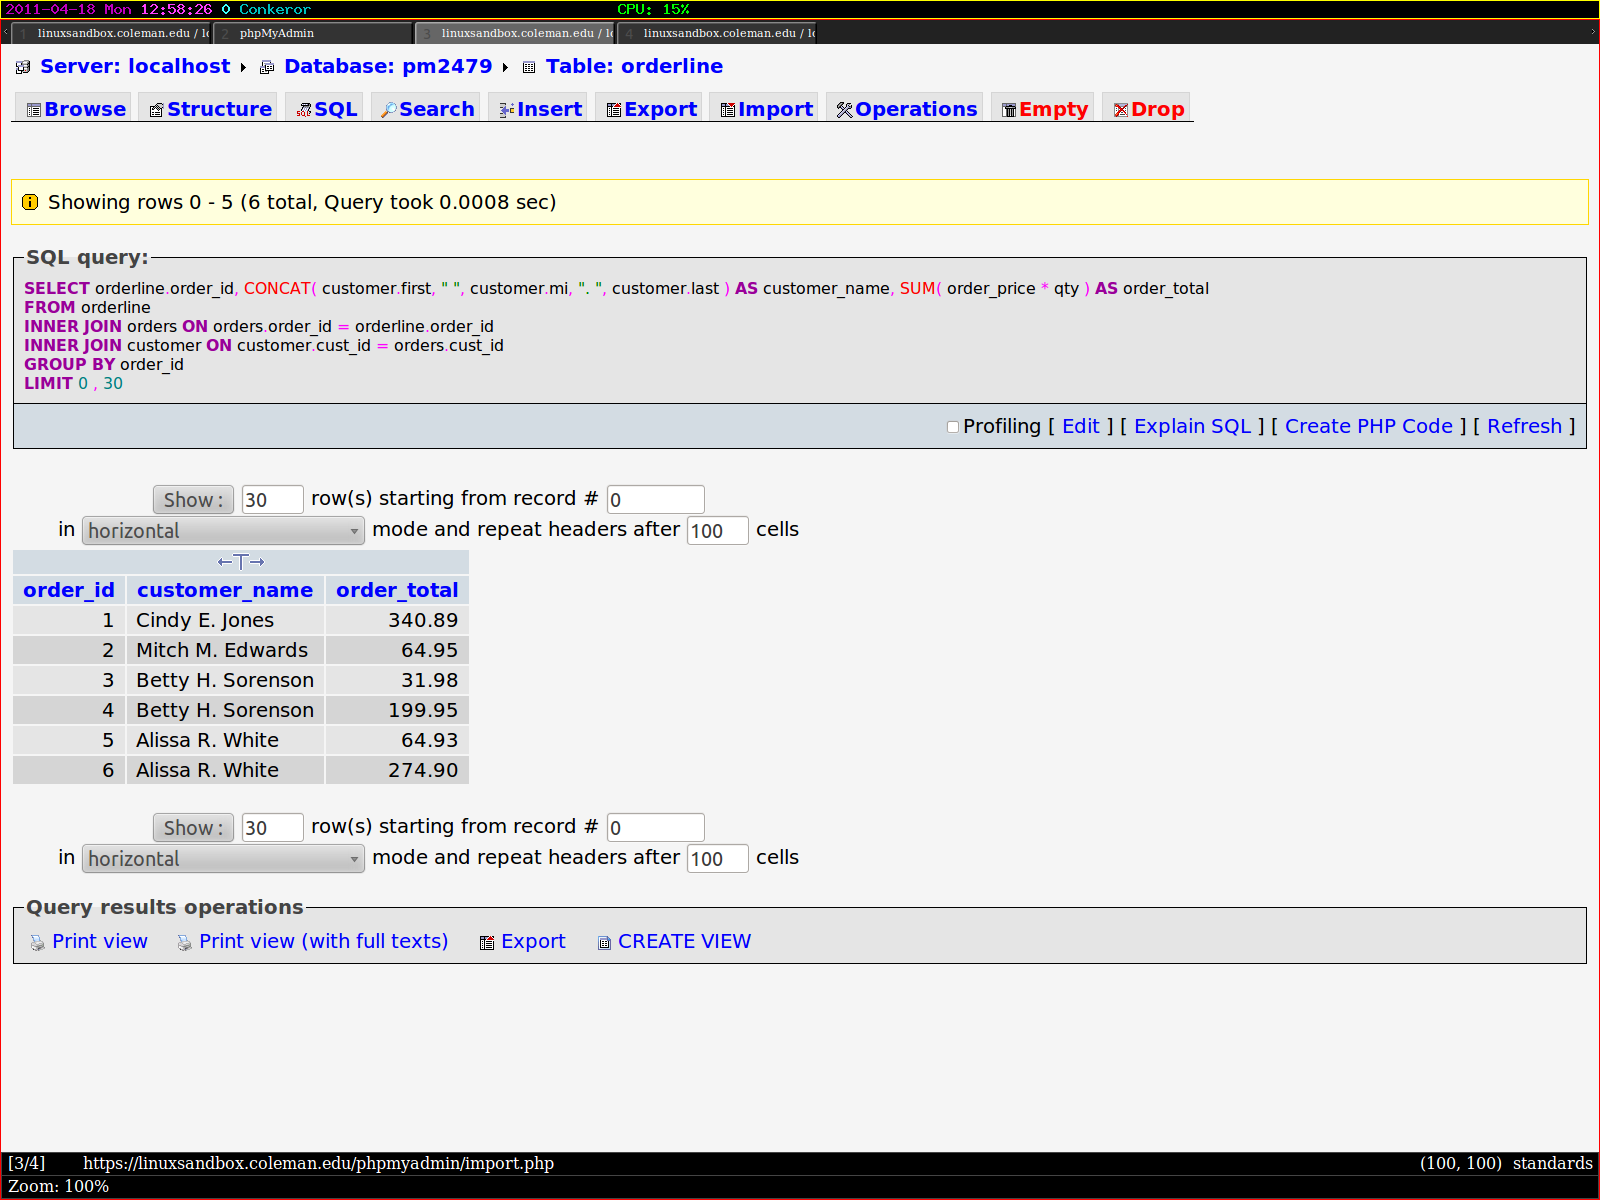 2011-04-18 Mon 12:58:26 0 Conkeror CPU: 15%
1 linuxsandbox.coleman.edu / lo 2 phpMyAdmin 3 linuxsandbox.coleman.edu / lo 4 linuxsandbox.coleman.edu / lo
Server: localhost Database: pm2479 Table: orderline
Browse Structure SQL Search Insert Export Import Operations Empty Drop
Showing rows 0 - 5 (6 total, Query took 0.0008 sec)
SQL query:
SELECT orderline.order_id, CONCAT( customer.first, " ", customer.mi, ". ", customer.last ) AS customer_name, SUM( order_price * qty ) AS order_total
FROM orderline
INNER JOIN orders ON orders.order_id = orderline.order_id
INNER JOIN customer ON customer.cust_id = orders.cust_id
GROUP BY order_id
LIMIT 0 , 30
Profiling [ Edit ] [ Explain SQL ] [ Create PHP Code ] [ Refresh ]
Show : 30 row(s) starting from record # 0
in horizontal mode and repeat headers after 100 cells
←T→
order_id customer_name order_total
1 Cindy E. Jones 340.89
2 Mitch M. Edwards 64.95
3 Betty H. Sorenson 31.98
4 Betty H. Sorenson 199.95
5 Alissa R. White 64.93
6 Alissa R. White 274.90
Show : 30 row(s) starting from record # 0
in horizontal mode and repeat headers after 100 cells
Query results operations
Print view Print view (with full texts) Export CREATE VIEW
[3/4] https://linuxsandbox.coleman.edu/phpmyadmin/import.php (100, 100) standards
Zoom: 100%